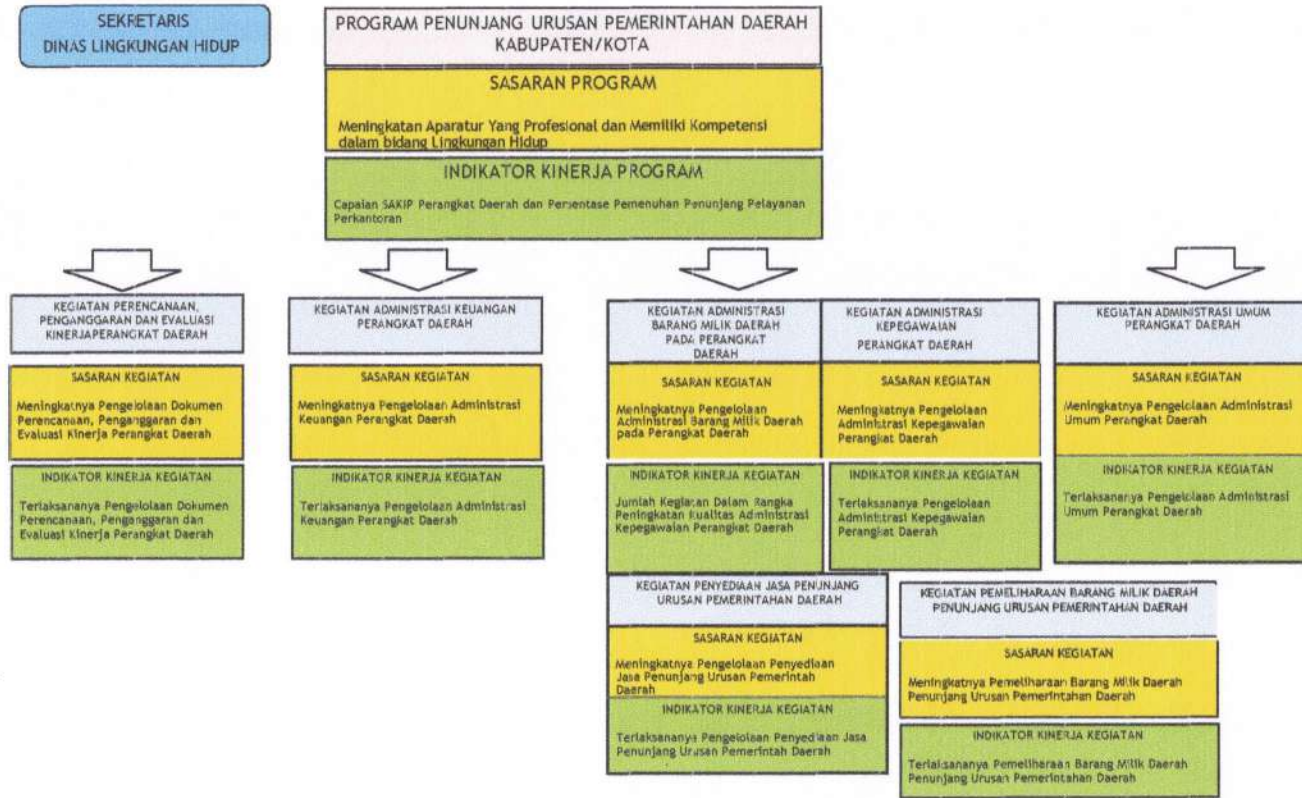 SEKRETARIS
DINAS LINGKUNGAN HIDUP
PROGRAM PENUNJANG URUSAN PEMERINTAHAN DAERAH
KABUPATEN/KOTA
SASARAN PROGRAM
Meningkatan Aparatur Yang Profesional dan Memiliki Kompetensi
dalam bidang Lingkungan Hidup
INDIKATOR KINERJA PROGRAM
Capaian SAKIP Perangkat Daerah dan Persentase Pemenuhan Penunjang Pelayanan
Perkantoran
KEGIATAN PERENCANAAN,
PENGANGGARAN DAN EVALUASI
KINERJAPERANGKAT DAERAH
SASARAN KEGIATAN
Meningkatnya Pengelolaan Dokumen
Perencanaan, Penganggaran dan
Evaluasi Kinerja Perangkat Daerah
INDIKATOR KINERJA KEGIATAN
Terlaksananya Pengelolaan Dokumen
Perencanaan, Penganggaran dan
Evaluasi Kinerja Perangkat Daerah
KEGIATAN ADMINISTRASI KEUANGAN
PERANGKAT DAERAH
SASARAN KEGIATAN
Meningkatnya Pengelolaan Administrasi
Keuangan Perangkat Daerah
INDIKATOR KINERJA KEGIATAN
Terlaksananya Pengelolaan Administrasi
Keuangan Perangkat Daerah
KEGIATAN ADMINISTRASI
BARANG MILIK DAERAH
PADA PERANGKAT
DAERAH
SASARAN KEGIATAN
Meningkatnya Pengelolaan
Administrasi Barang Milik Daerah
pada Perangkat Daerah
INDIKATOR KINERJA KEGIATAN
Jumlah Kegiatan Dalam Rangka
Peningkatan Kualitas Administrasi
Kepegawaian Perangkat Daerah
KEGIATAN ADMINISTRASI
KEPEGAWAIAN
PERANGKAT DAERAH
SASARAN KEGIATAN
Meningkatnya Pengelolaan
Administrasi Kepegawaian
Perangkat Daerah
INDIKATOR KINERJA KEGIATAN
Terlaksananya Pengelolaan
Administrasi Kepegawaian
Perangkat Daerah
KEGIATAN ADMINISTRASI UMUM
PERANGKAT DAERAH
SASARAN KEGIATAN
Meningkatnya Pengelolaan Administrasi
Umum Perangkat Daerah
INDIKATOR KINERJA KEGIATAN
Terlaksananya Pengelolaan Administrasi
Umum Perangkat Daerah
KEGIATAN PENYEDIAAN JASA PENUNJANG
URUSAN PEMERINTAHAN DAERAH
SASARAN KEGIATAN
Meningkatnya Pengelolaan Penyediaan
Jasa Penunjang Urusan Pemerintah
Daerah
INDIKATOR KINERJA KEGIATAN
Terlaksananya Pengelolaan Penyediaan Jasa
Penunjang Urusan Pemerintah Daerah
KEGIATAN PEMELIHARAAN BARANG MILIK DAERAH
PENUNJANG URUSAN PEMERINTAHAN DAERAH
SASARAN KEGIATAN
Meningkatnya Pemeliharaan Barang Milik Daerah
Penunjang Urusan Pemerintahan Daerah
INDIKATOR KINERJA KEGIATAN
Terlaksananya Pemeliharaan Barang Milik Daerah
Penunjang Urusan Pemerintahan Daerah